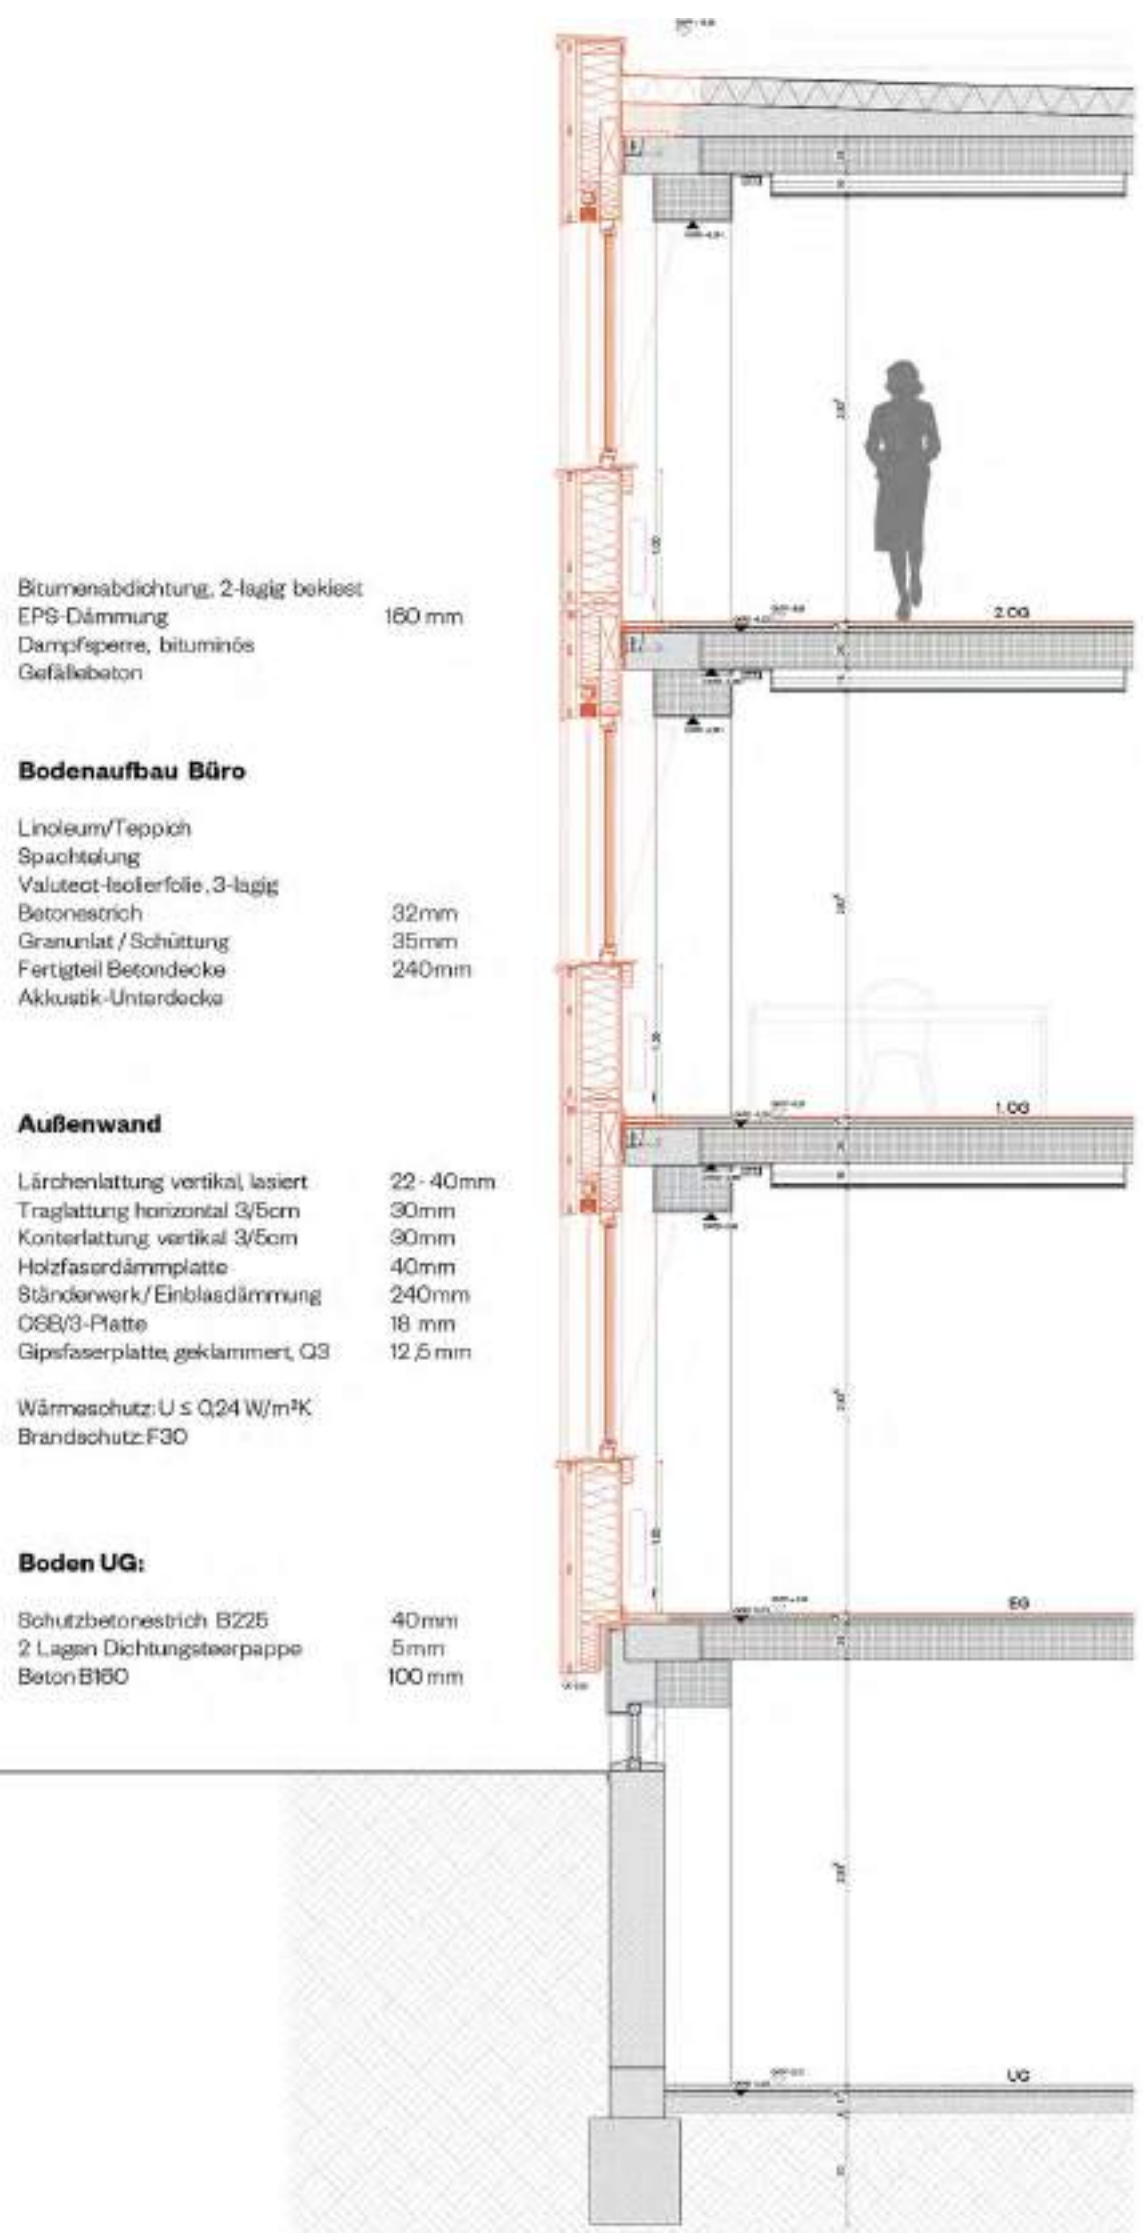 Bitumenabdichtung, 2-lagig bekiest
EPS-Dämmung 160 mm
Dampfsperre, bituminös
Gefällebeton
Bodenaufbau Büro
Linoleum/Teppich
Spachtelung
Valutect-Isolierfolie, 3-lagig
Betonestrich 32mm
Granunlat / Schüttung 35mm
Fertigteil Betondecke 240mm
Akkustik-Unterdecke
Außenwand
Lärchenlattung vertikal, lasiert 22 - 40mm
Traglattung horizontal 3/5cm 30mm
Konterlattung vertikal 3/5cm 30mm
Holzfaserdämmplatte 40mm
Ständerwerk/Einblasdämmung 240mm
OSB/3-Platte 18 mm
Gipsfaserplatte, geklammert, Q3 12,5 mm
Wärmeschutz: U ≤ 0,24 W/m²K
Brandschutz: F30
Boden UG:
Schutzbetonestrich B225 40mm
2 Lagen Dichtungsteerpappe 5mm
Beton B160 100 mm
2.OG
1.OG
EG
UG